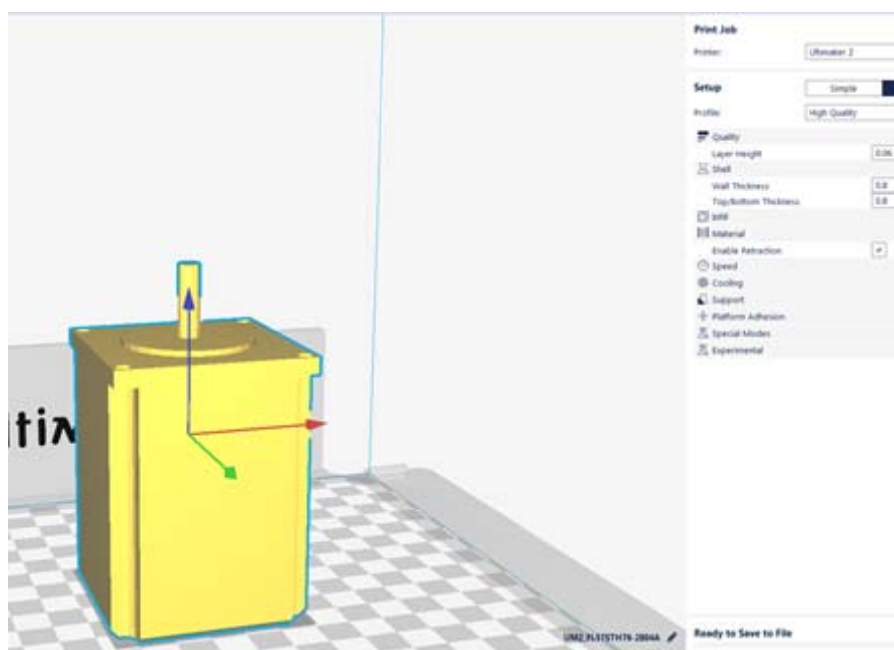 Print Job
Printer:
Ultimaker 2
Setup
Simple
Profile:
High Quality
Quality
Layer Height
0.06
Shell
Wall Thickness
0.8
Top/Bottom Thickness
0.8
Infill
Material
Enable Retraction
Speed
Cooling
Support
Platform Adhesion
Special Modes
Experimental
Ready to Save to File